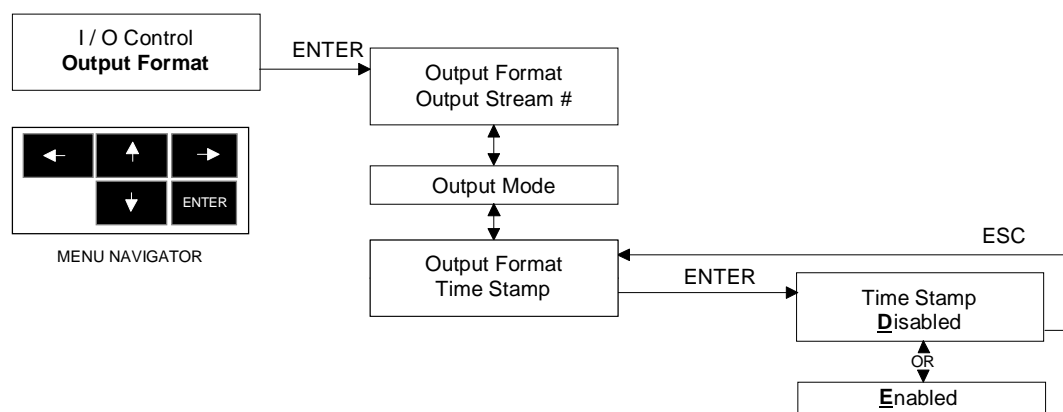 I / O Control
Output Format
ENTER
Output Format
Output Stream #
Output Mode
ENTER
MENU NAVIGATOR
Output Format
Time Stamp
ESC
ENTER
Time Stamp
Disabled
OR
Enabled